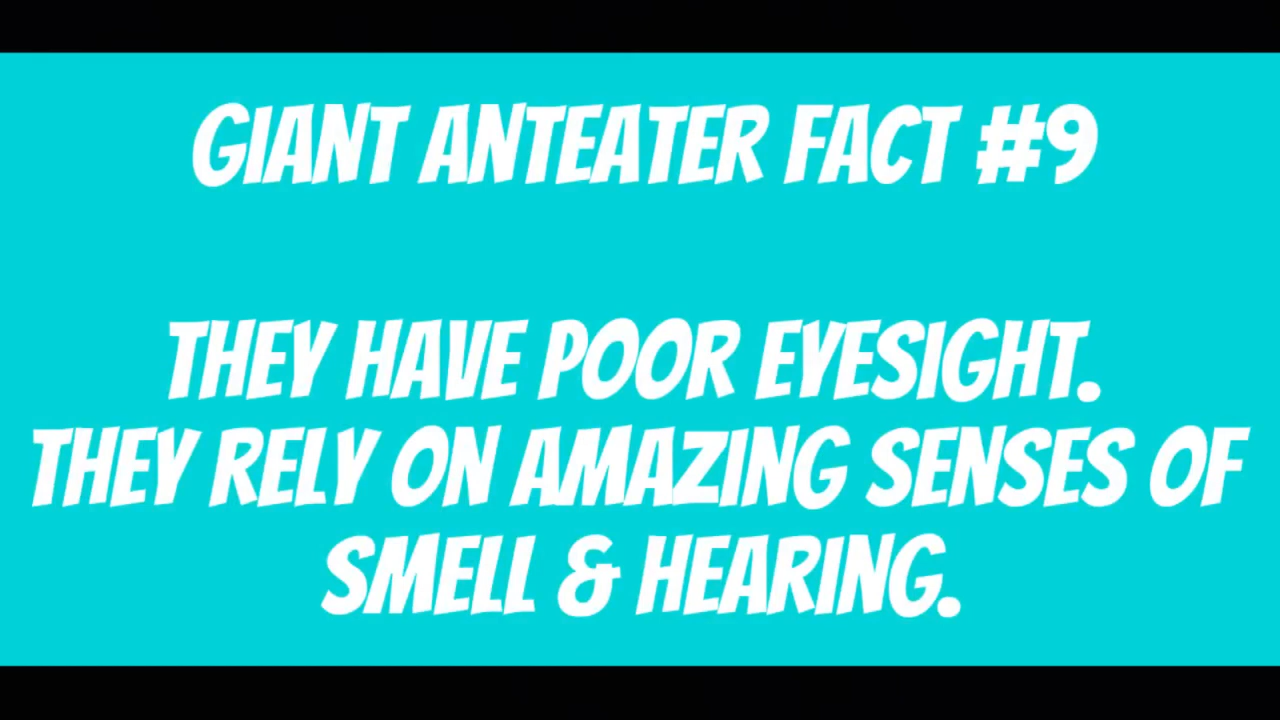 GIANT ANTEATER FACT #9
THEY HAVE POOR EYESIGHT.
THEY RELY ON AMAZING SENSES OF
SMELL & HEARING.